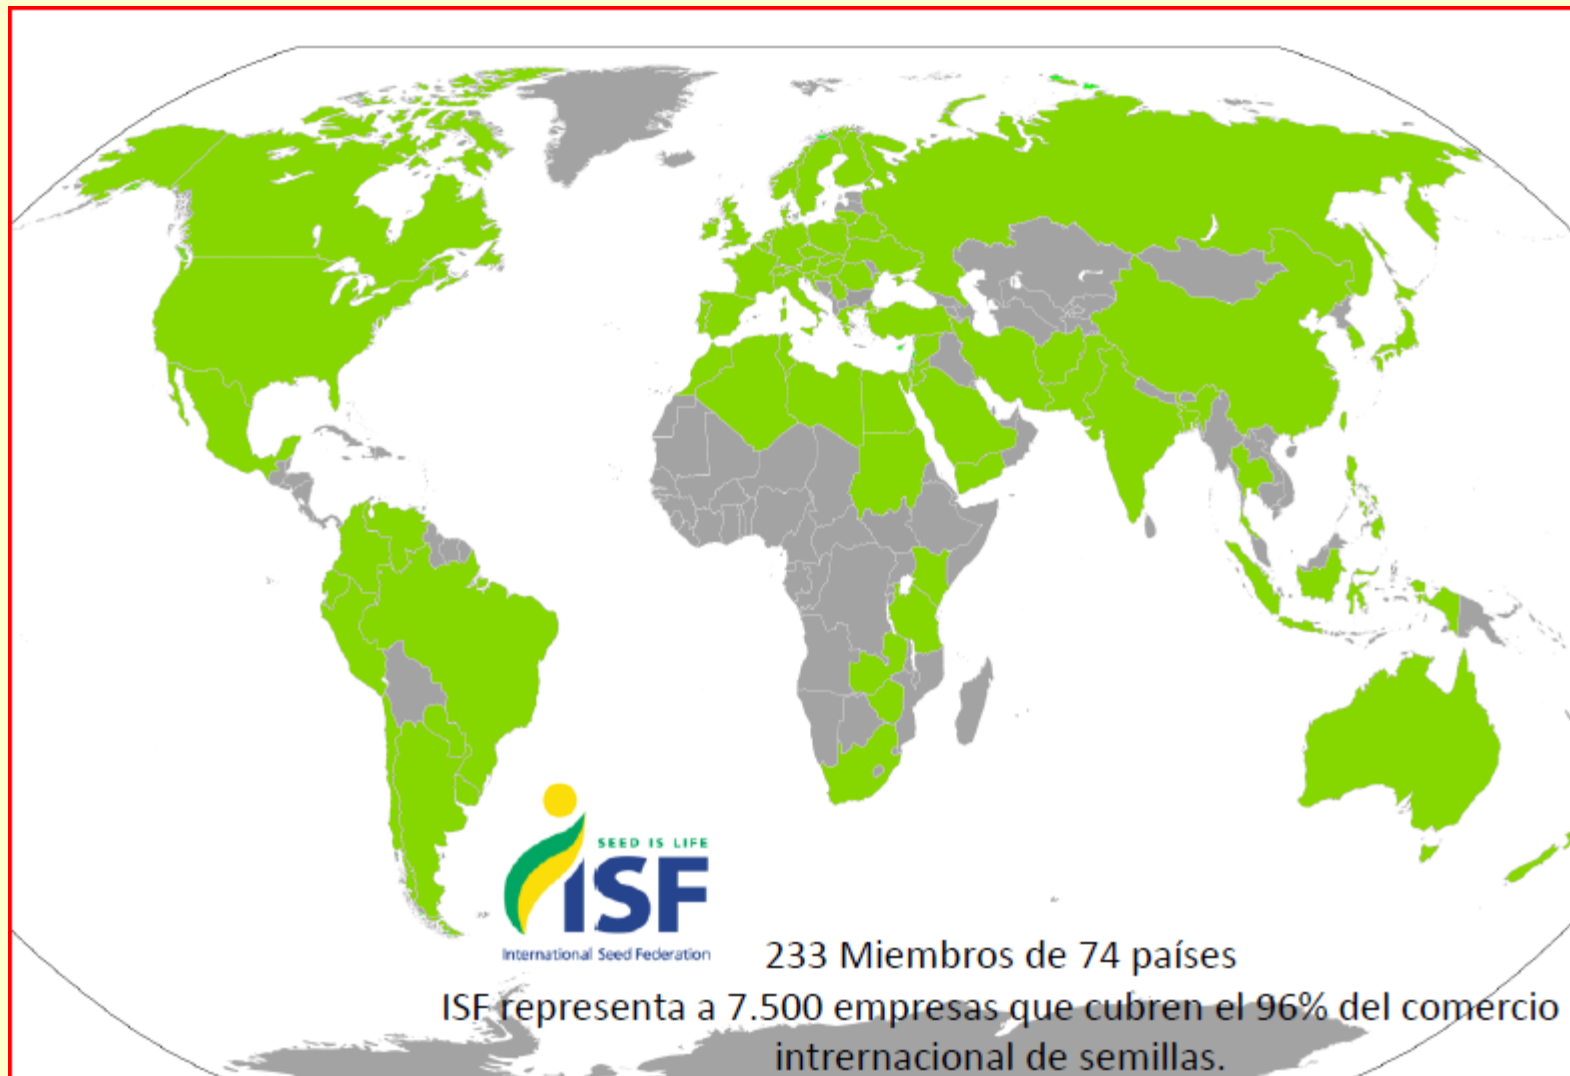 SEED IS LIFE
ISF
International Seed Federation
233 Miembros de 74 países
ISF representa a 7.500 empresas que cubren el 96% del comercio
intrernacional de semillas.